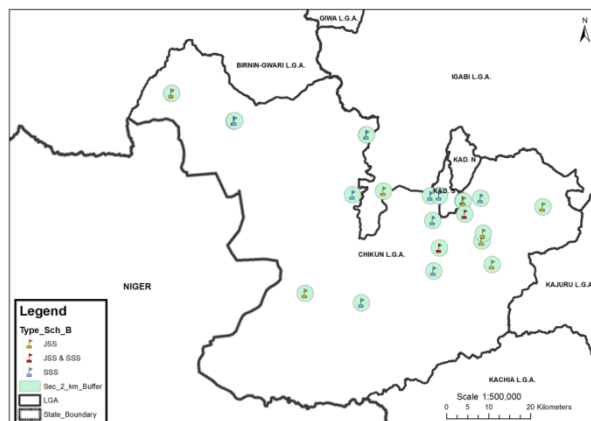 GIWA L.G.A.
N
BIRNIN-GWARI L.G.A.
IGABI L.G.A.
KAD. N
KAD. S
CHIKUN L.G.A.
NIGER
KAJURU L.G.A
KACHIA L.G.A.
Legend
Type_Sch_B
JSS
JSS & SSS
SSS
Sec_2_km_Buffer
LGA
State_Boundary
Scale 1:500,000
0 5 10 20 Kilometers